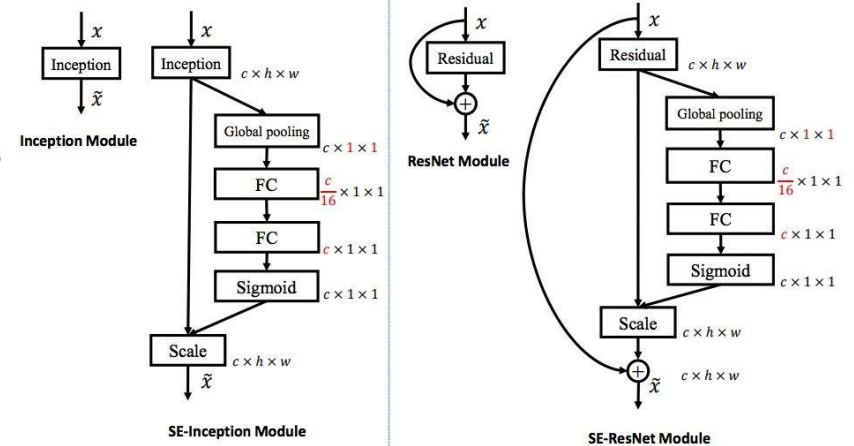 x
Inception
x̃
Inception Module
x
Inception
c × h × w
Global pooling
c × 1 × 1
FC
c/16 × 1 × 1
FC
c × 1 × 1
Sigmoid
c × 1 × 1
Scale
c × h × w
x̃
SE-Inception Module
x
Residual
+
x̃
ResNet Module
x
Residual
c × h × w
Global pooling
c × 1 × 1
FC
c/16 × 1 × 1
FC
c × 1 × 1
Sigmoid
c × 1 × 1
Scale
c × h × w
+
x̃
c × h × w
SE-ResNet Module